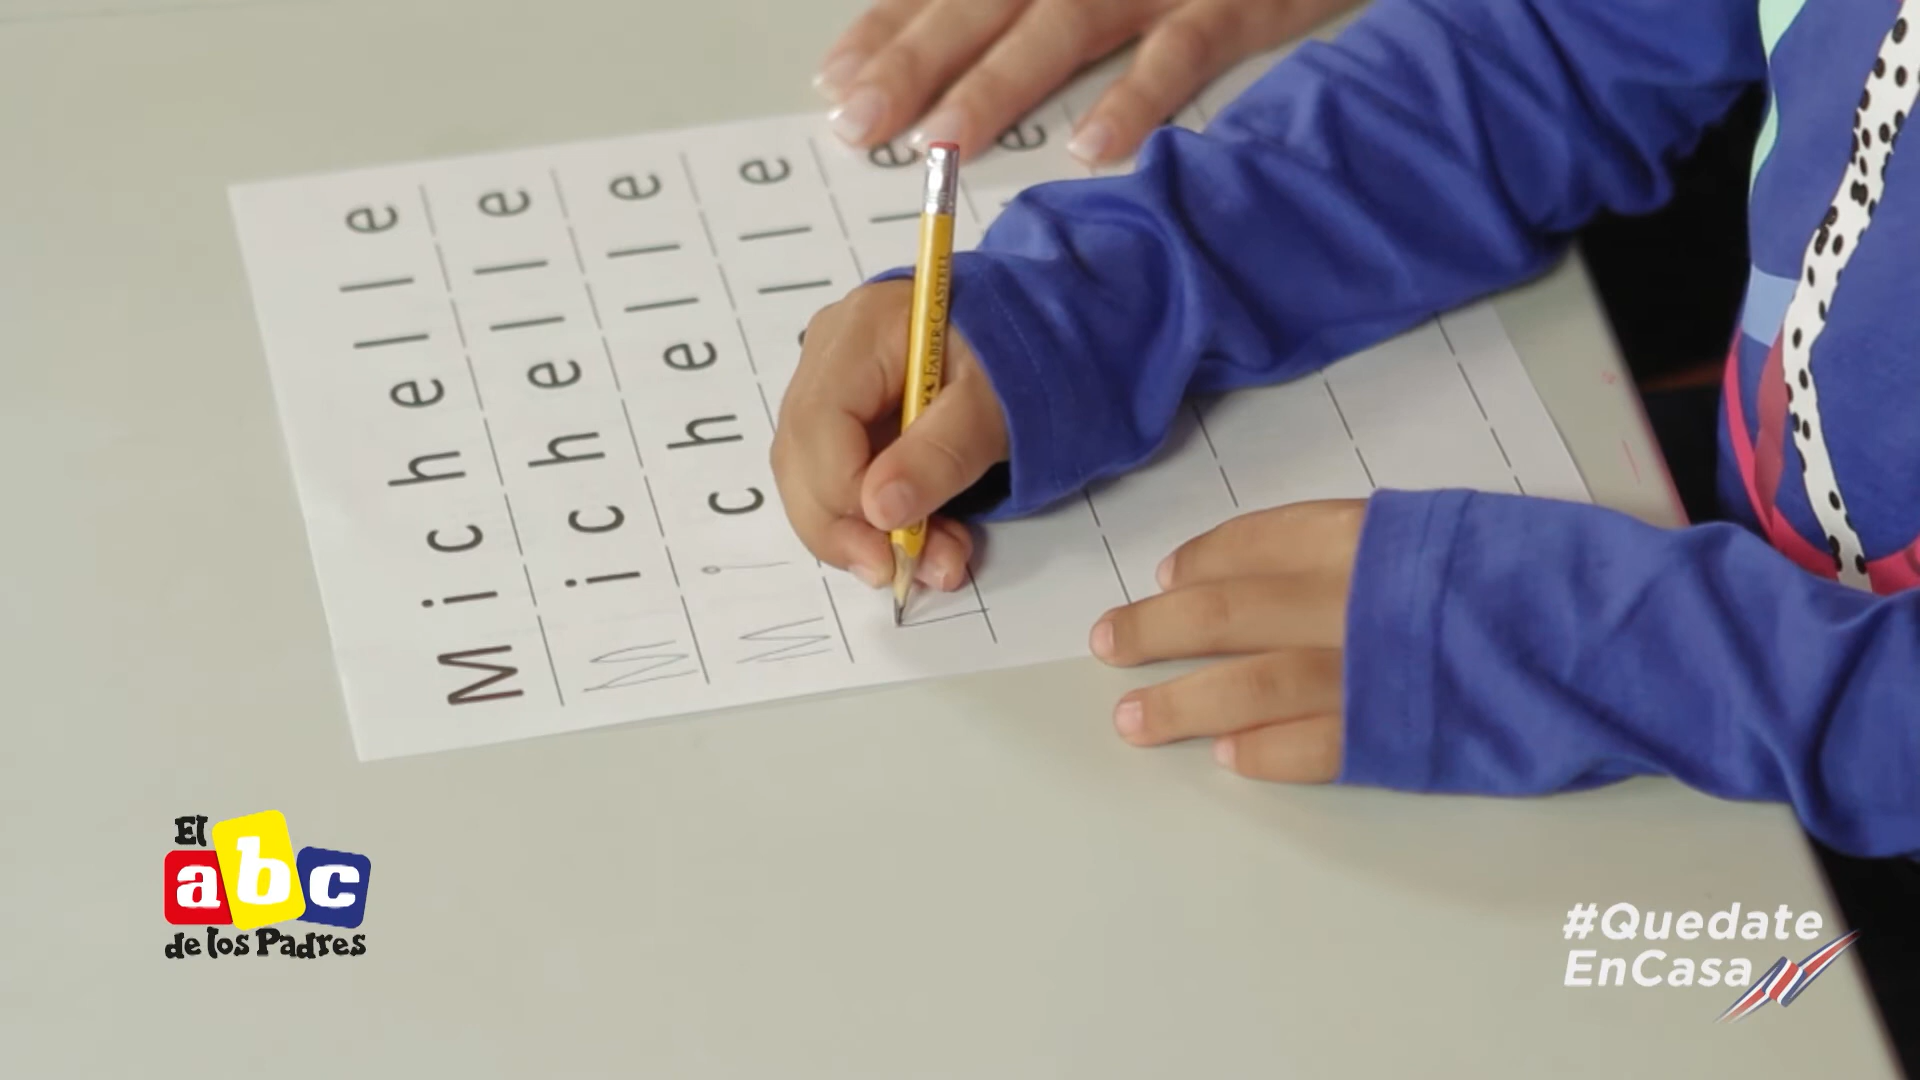 Michelle
Michelle
Michelle
M
FABER CASTELL
El
abc
de los Padres
#Quedate
EnCasa